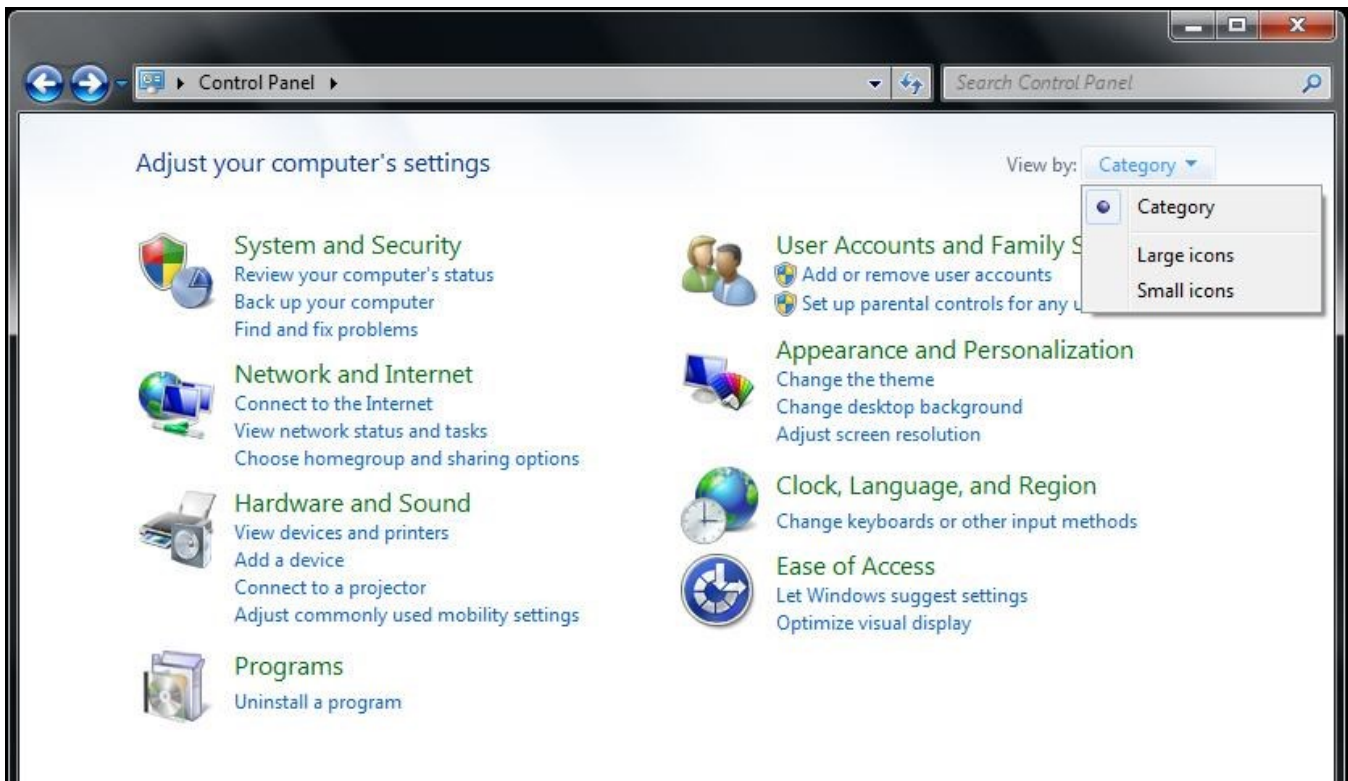 Control Panel
Search Control Panel
Adjust your computer's settings
View by: Category
Category
Large icons
Small icons
System and Security
Review your computer's status
Back up your computer
Find and fix problems
Network and Internet
Connect to the Internet
View network status and tasks
Choose homegroup and sharing options
Hardware and Sound
View devices and printers
Add a device
Connect to a projector
Adjust commonly used mobility settings
Programs
Uninstall a program
User Accounts and Family S
Add or remove user accounts
Set up parental controls for any u
Appearance and Personalization
Change the theme
Change desktop background
Adjust screen resolution
Clock, Language, and Region
Change keyboards or other input methods
Ease of Access
Let Windows suggest settings
Optimize visual display